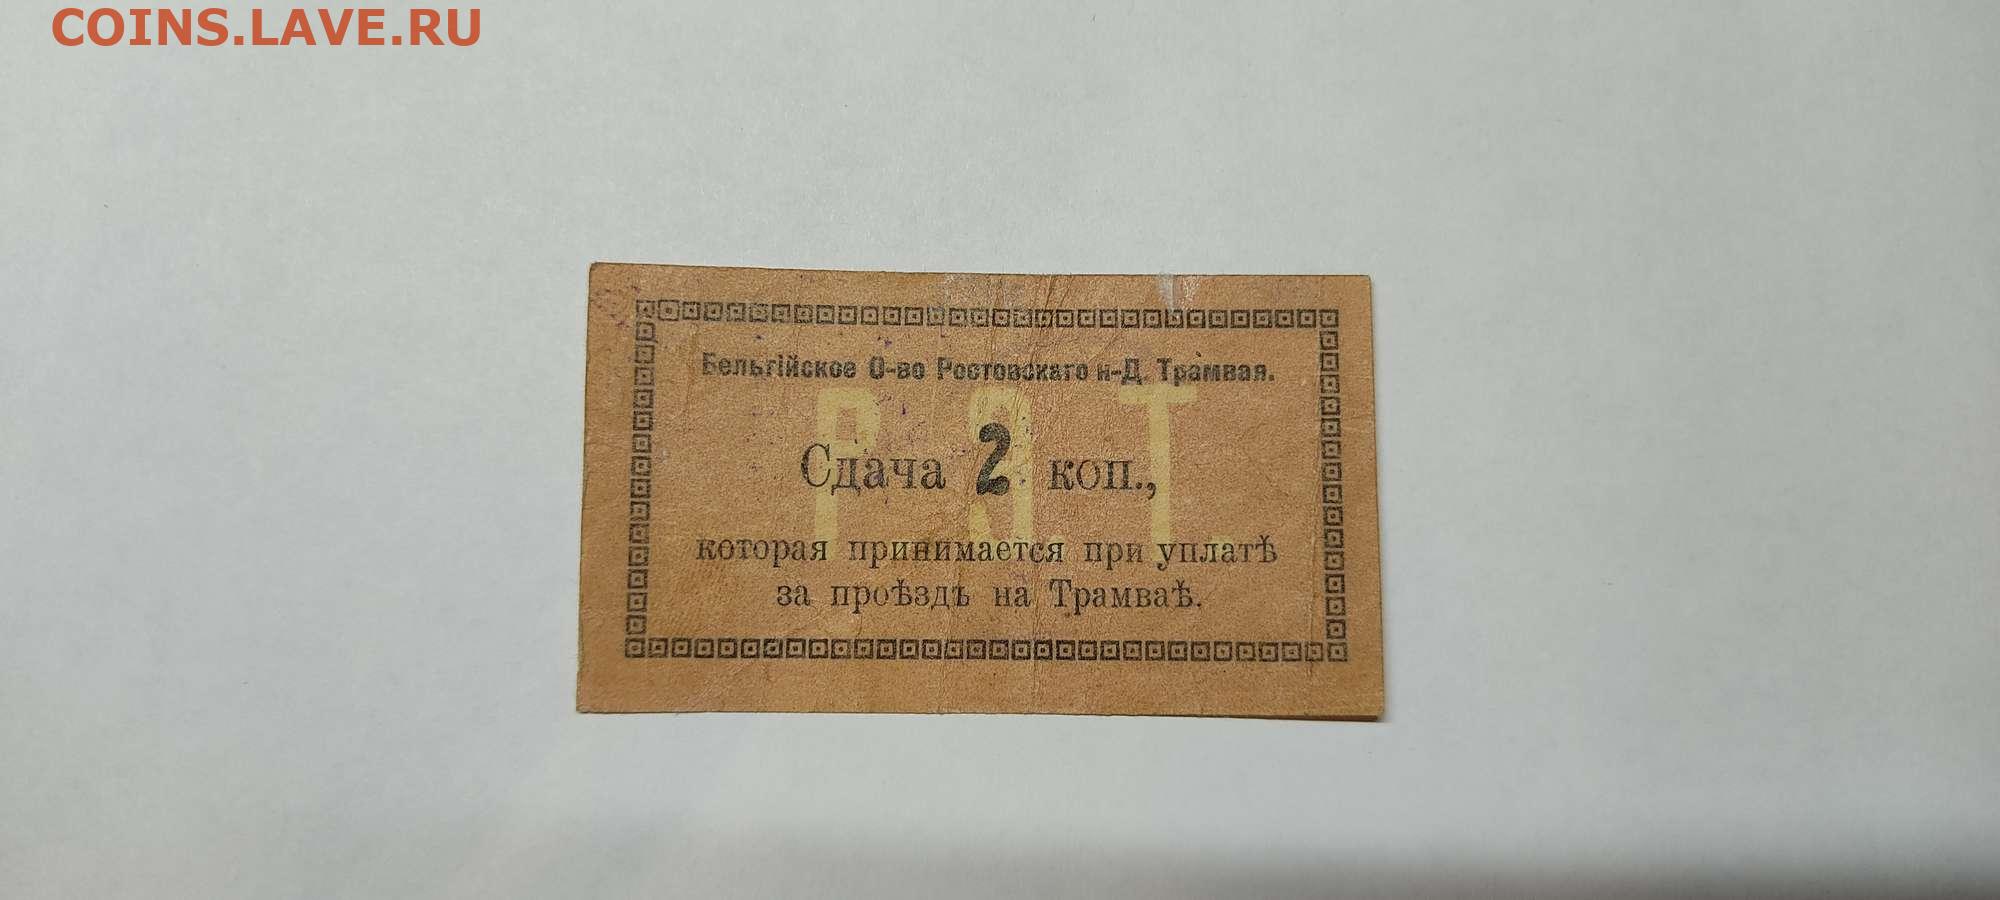 COINS.LAVE.RU
Бельгійское О-во Ростовскаго н-Д. Трамвая.
Р Д Т.
Сдача 2 коп.,
которая принимается при уплатѣ
за проѣздъ на Трамваѣ.